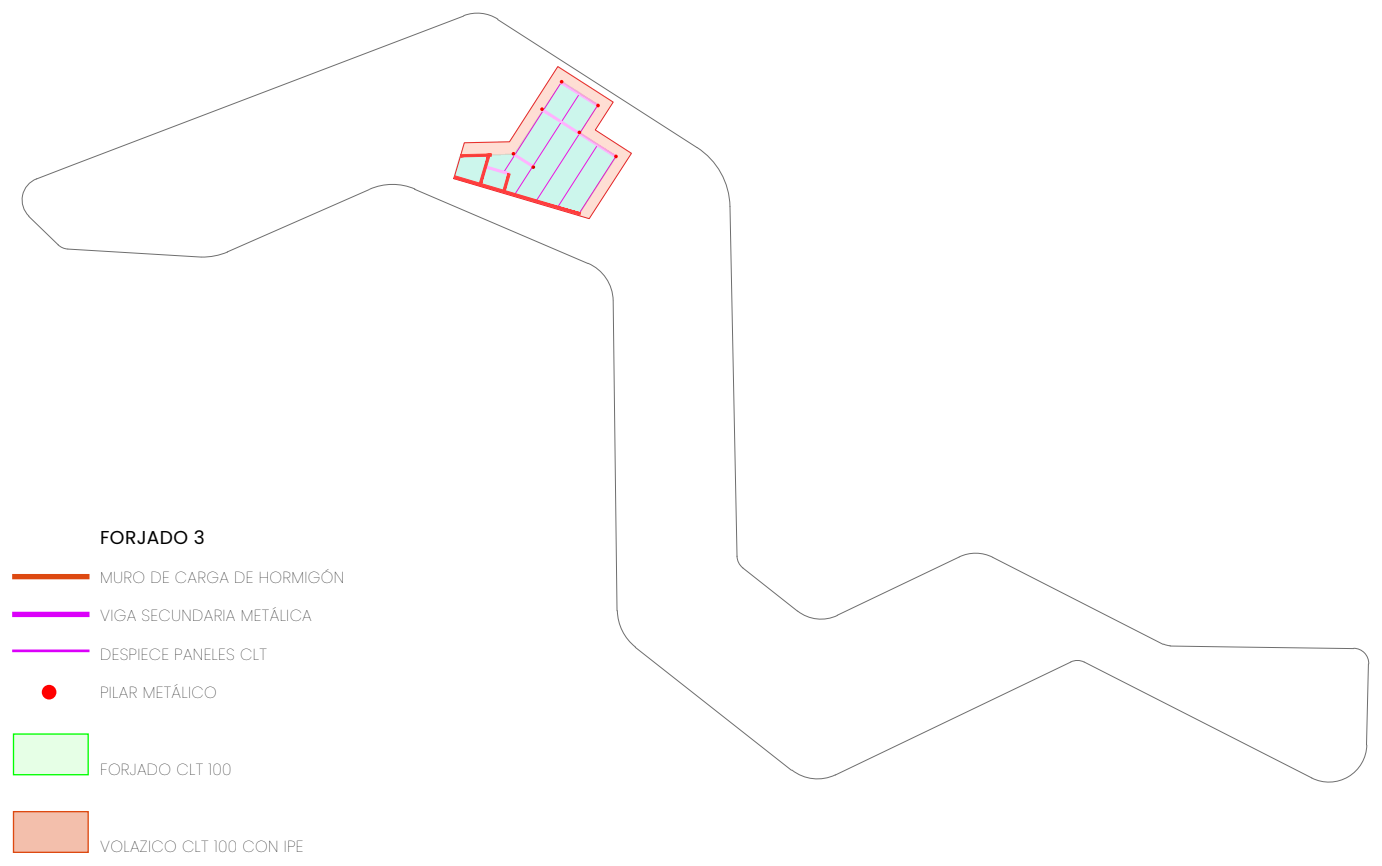 FORJADO 3
MURO DE CARGA DE HORMIGÓN
VIGA SECUNDARIA METÁLICA
DESPIECE PANELES CLT
PILAR METÁLICO
FORJADO CLT 100
VOLAZICO CLT 100 CON IPE